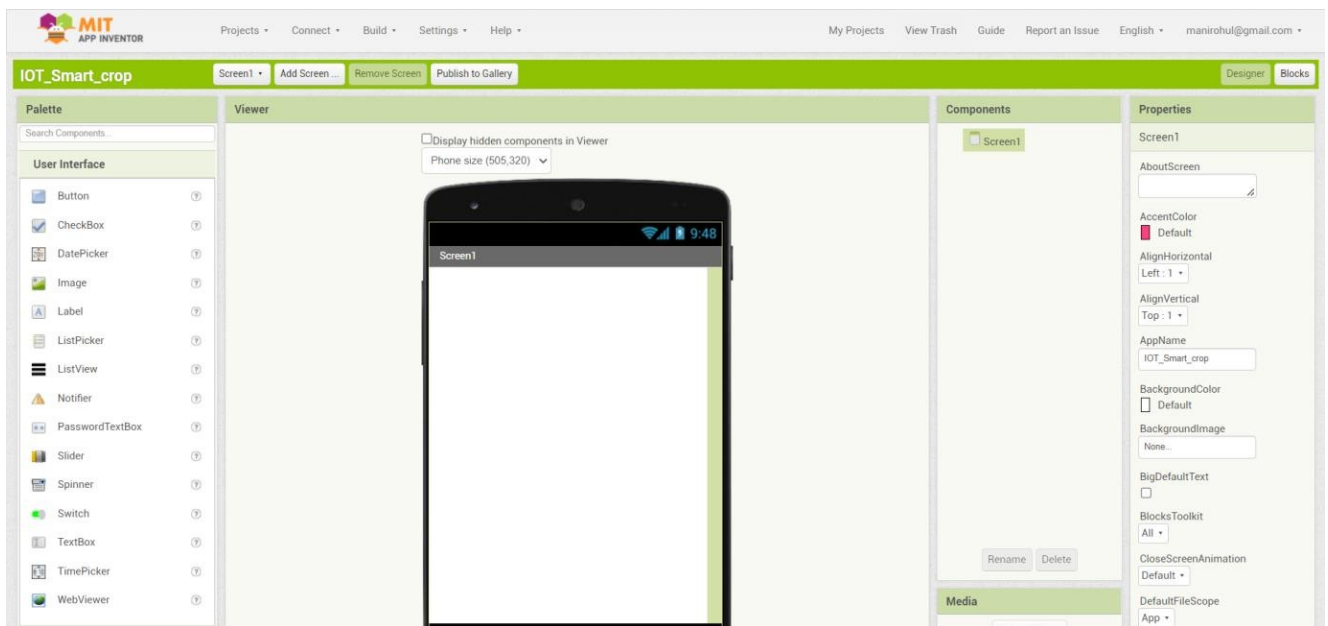 MIT
APP INVENTOR
Projects Connect Build Settings Help My Projects View Trash Guide Report an Issue English manirohul@gmail.com
IOT_Smart_crop Screen1 Add Screen ... Remove Screen Publish to Gallery Designer Blocks
Palette
Search Components...
User Interface
Button
CheckBox
DatePicker
Image
Label
ListPicker
ListView
Notifier
PasswordTextBox
Slider
Spinner
Switch
TextBox
TimePicker
WebViewer
Viewer
Display hidden components in Viewer
Phone size (505,320)
9:48
Screen1
Components
Screen1
Rename Delete
Media
Properties
Screen1
AboutScreen
AccentColor
Default
AlignHorizontal
Left : 1
AlignVertical
Top : 1
AppName
IOT_Smart_crop
BackgroundColor
Default
BackgroundImage
None...
BigDefaultText
BlocksToolkit
All
CloseScreenAnimation
Default
DefaultFileScope
App